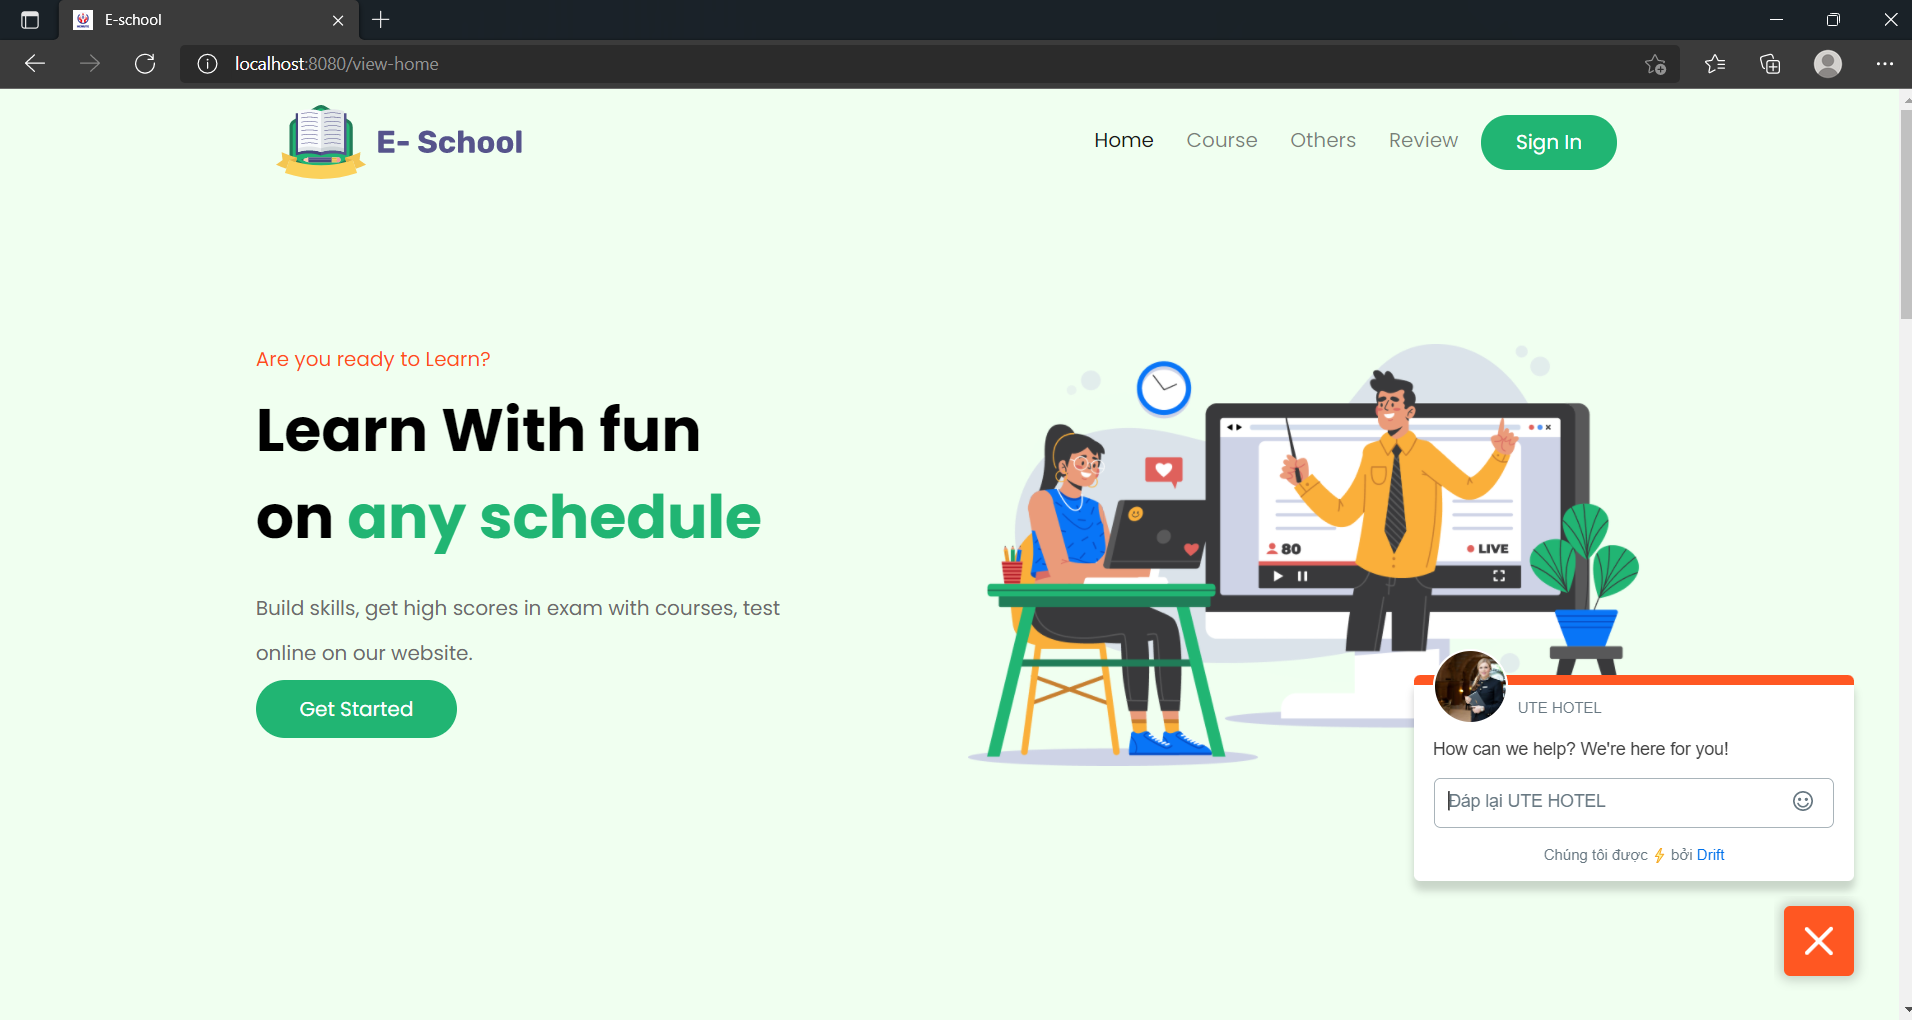 E-school
localhost:8080/view-home
E- School
Home Course Others Review Sign In
Are you ready to Learn?
Learn With fun
on any schedule
Build skills, get high scores in exam with courses, test
online on our website.
Get Started
80
LIVE
UTE HOTEL
How can we help? We're here for you!
Đáp lại UTE HOTEL
Chúng tôi được ⚡ bởi Drift